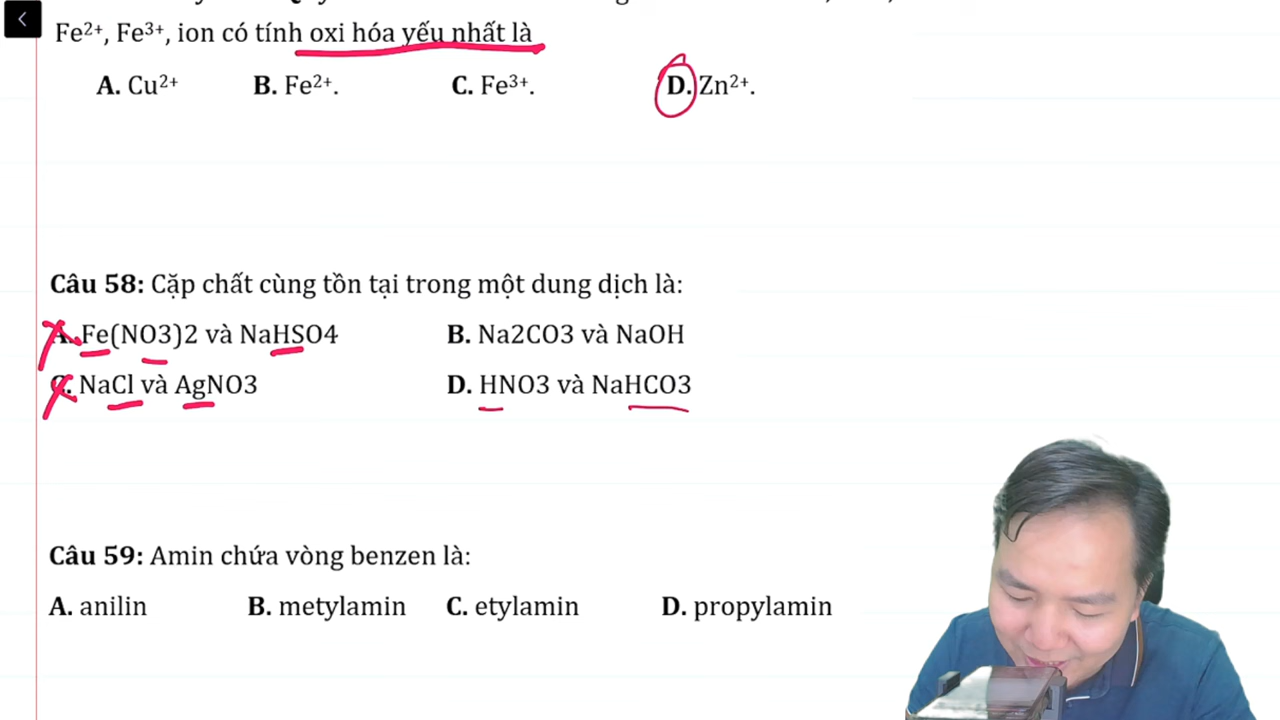 Fe²⁺, Fe³⁺, ion có tính oxi hóa yếu nhất là
A. Cu²⁺ B. Fe²⁺. C. Fe³⁺. D. Zn²⁺.
Câu 58: Cặp chất cùng tồn tại trong một dung dịch là:
A. Fe(NO3)2 và NaHSO4 B. Na2CO3 và NaOH
C. NaCl và AgNO3 D. HNO3 và NaHCO3
Câu 59: Amin chứa vòng benzen là:
A. anilin B. metylamin C. etylamin D. propylamin